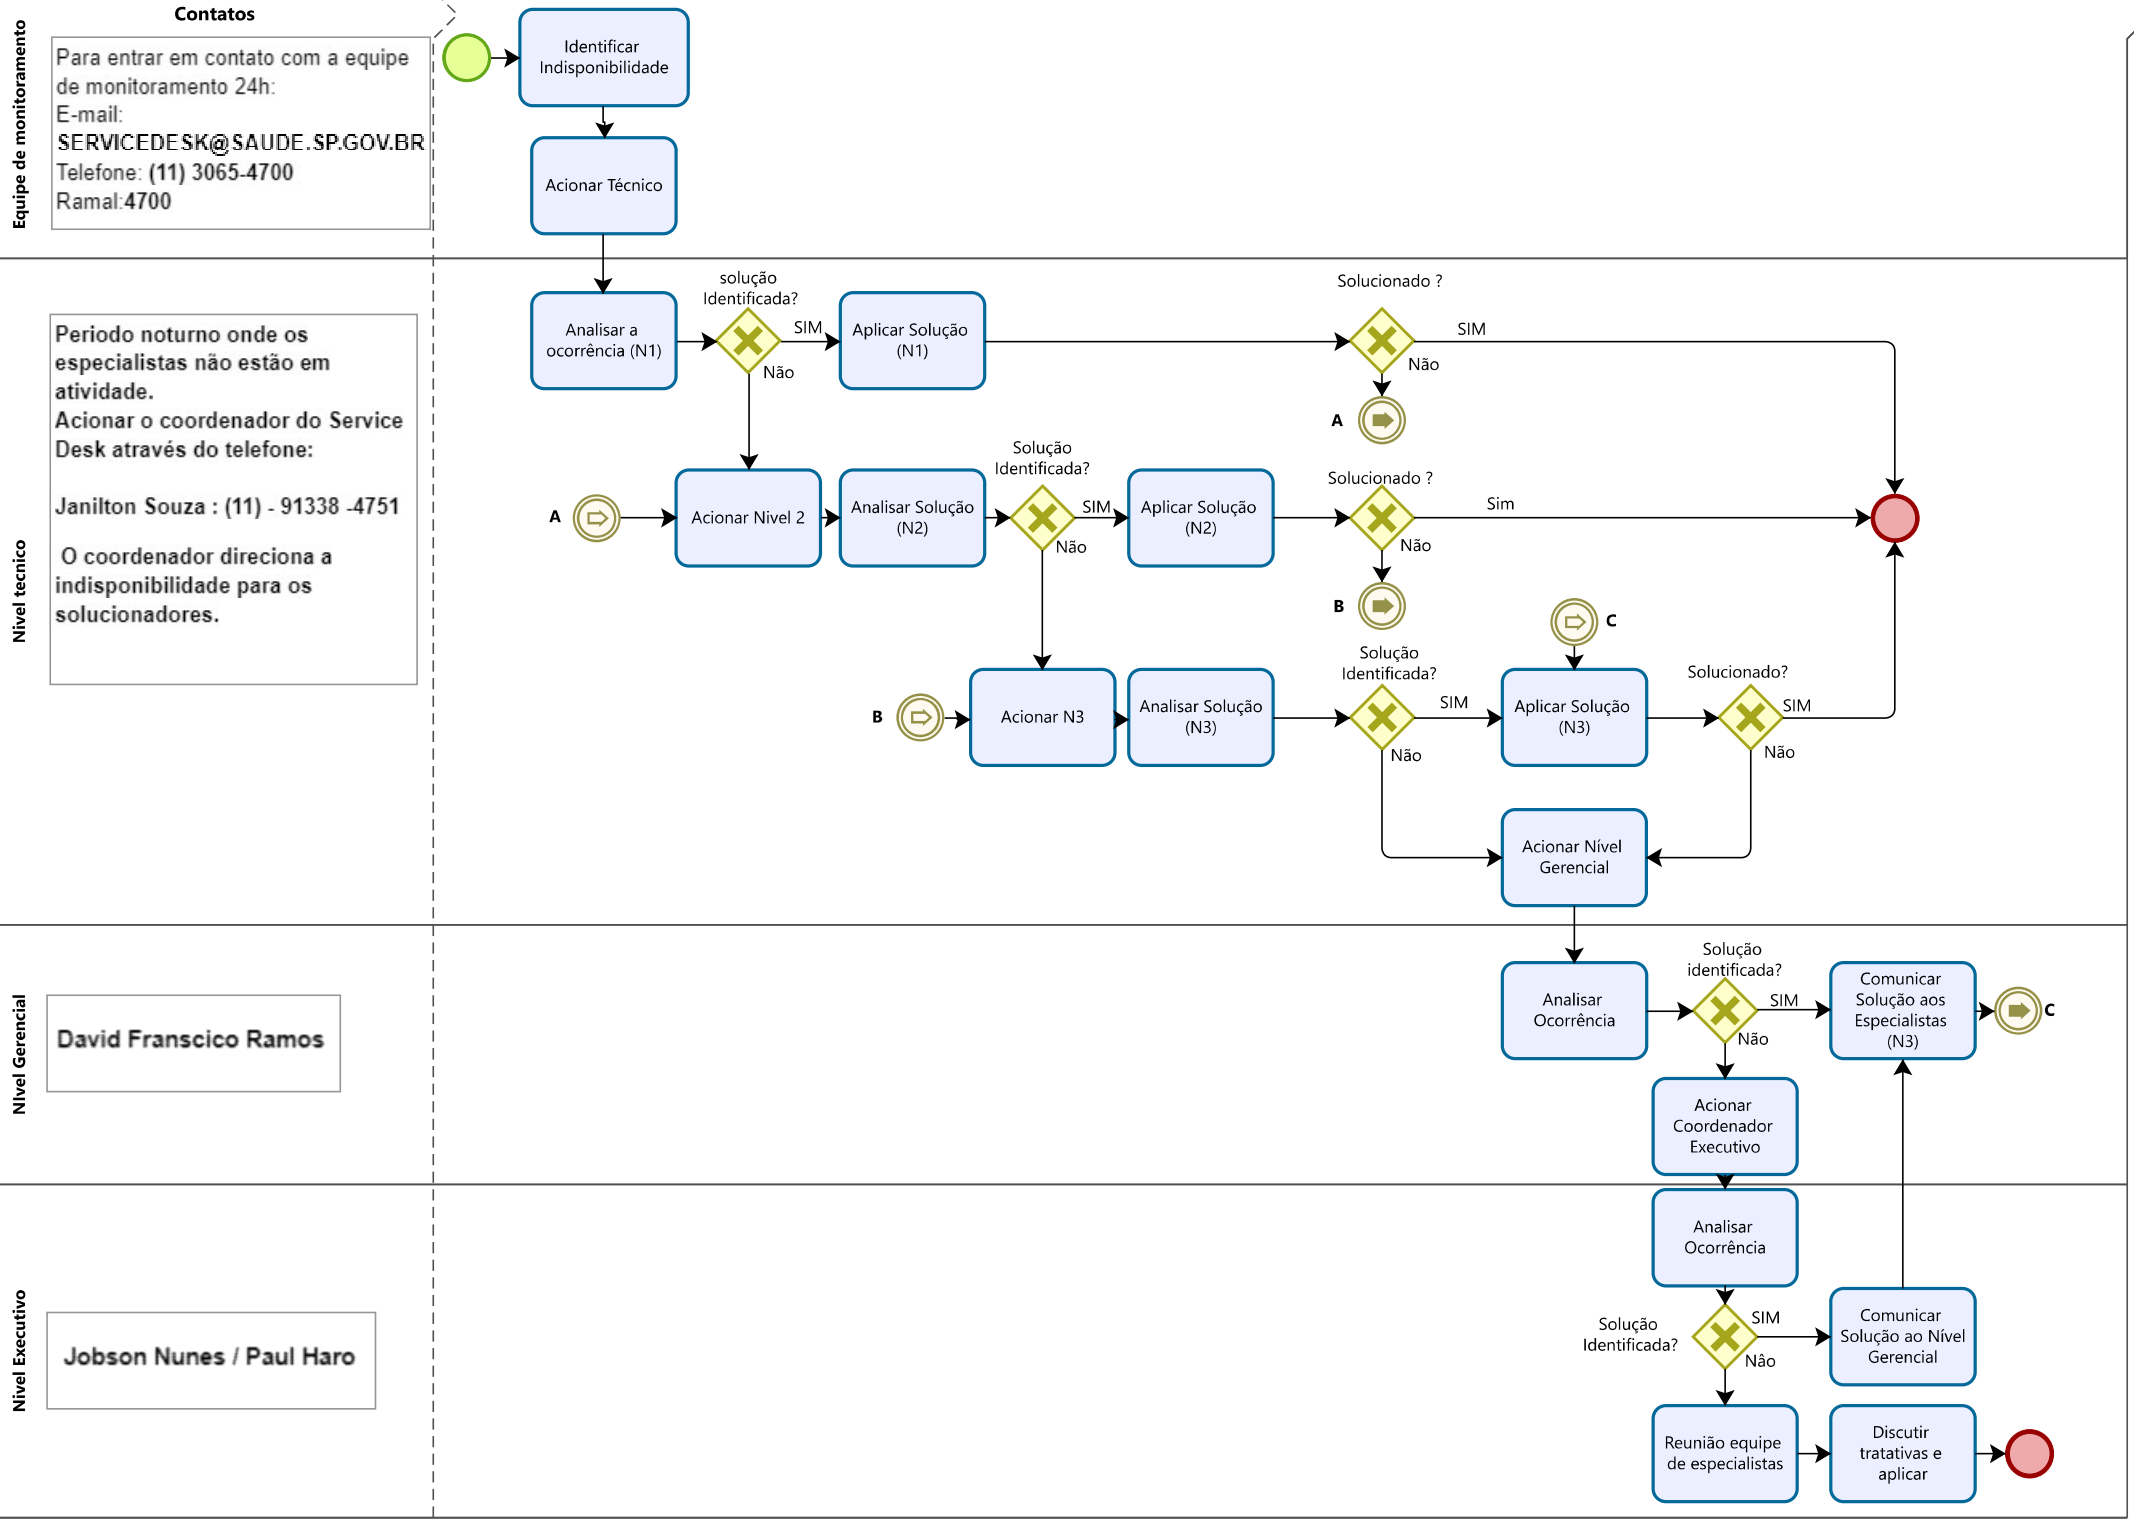 Contatos
Equipe de monitoramento
Para entrar em contato com a equipe
de monitoramento 24h:
E-mail:
SERVICEDESK@SAUDE.SP.GOV.BR
Telefone: (11) 3065-4700
Ramal:4700
Identificar
Indisponibilidade
Acionar Técnico
Nivel tecnico
Periodo noturno onde os
especialistas não estão em
atividade.
Acionar o coordenador do Service
Desk através do telefone:
Janilton Souza : (11) - 91338 -4751
O coordenador direciona a
indisponibilidade para os
solucionadores.
Analisar a
ocorrência (N1)
solução
Identificada?
SIM
Não
Aplicar Solução
(N1)
Solucionado ?
SIM
Não
A
A
Acionar Nivel 2
Analisar Solução
(N2)
Solução
Identificada?
SIM
Não
Aplicar Solução
(N2)
Solucionado ?
Sim
Não
B
B
Acionar N3
Analisar Solução
(N3)
Solução
Identificada?
SIM
Não
C
Aplicar Solução
(N3)
Solucionado?
SIM
Não
Acionar Nível
Gerencial
NIvel Gerencial
David Franscico Ramos
Analisar
Ocorrência
Solução
identificada?
SIM
Não
Comunicar
Solução aos
Especialistas
(N3)
C
Acionar
Coordenador
Executivo
Nivel Executivo
Jobson Nunes / Paul Haro
Analisar
Ocorrência
Solução
Identificada?
SIM
Nâo
Comunicar
Solução ao Nível
Gerencial
Reunião equipe
de especialistas
Discutir
tratativas e
aplicar